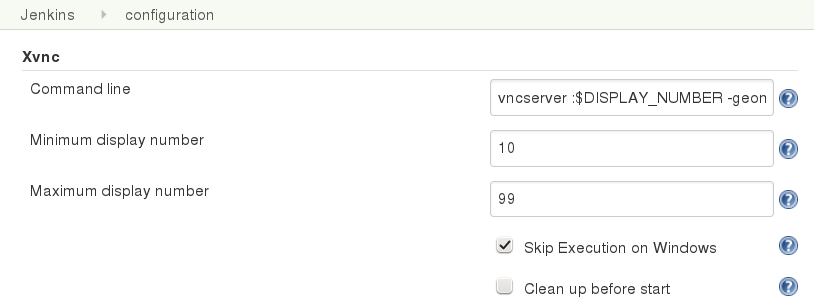 Jenkins configuration
Xvnc
Command line vncserver :$DISPLAY_NUMBER -geon
Minimum display number 10
Maximum display number 99
Skip Execution on Windows
Clean up before start